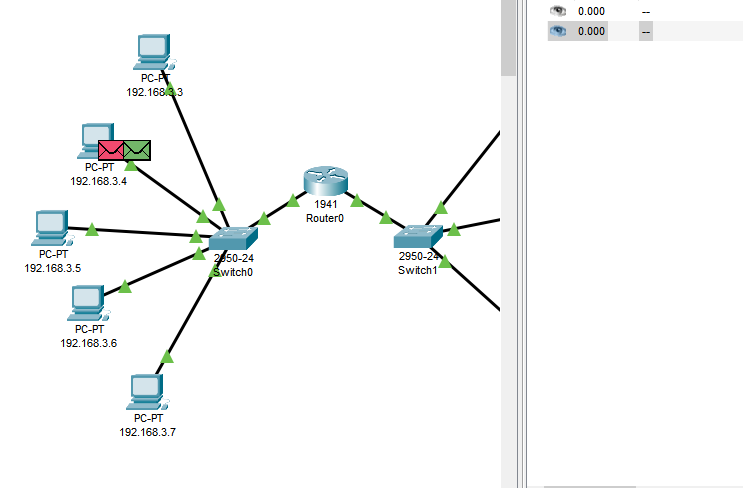 0.000 --
0.000 --
PC-PT
192.168.3.3
PC-PT
192.168.3.4
1941
Router0
PC-PT
192.168.3.5
2950-24
Switch0
2950-24
Switch1
PC-PT
192.168.3.6
PC-PT
192.168.3.7